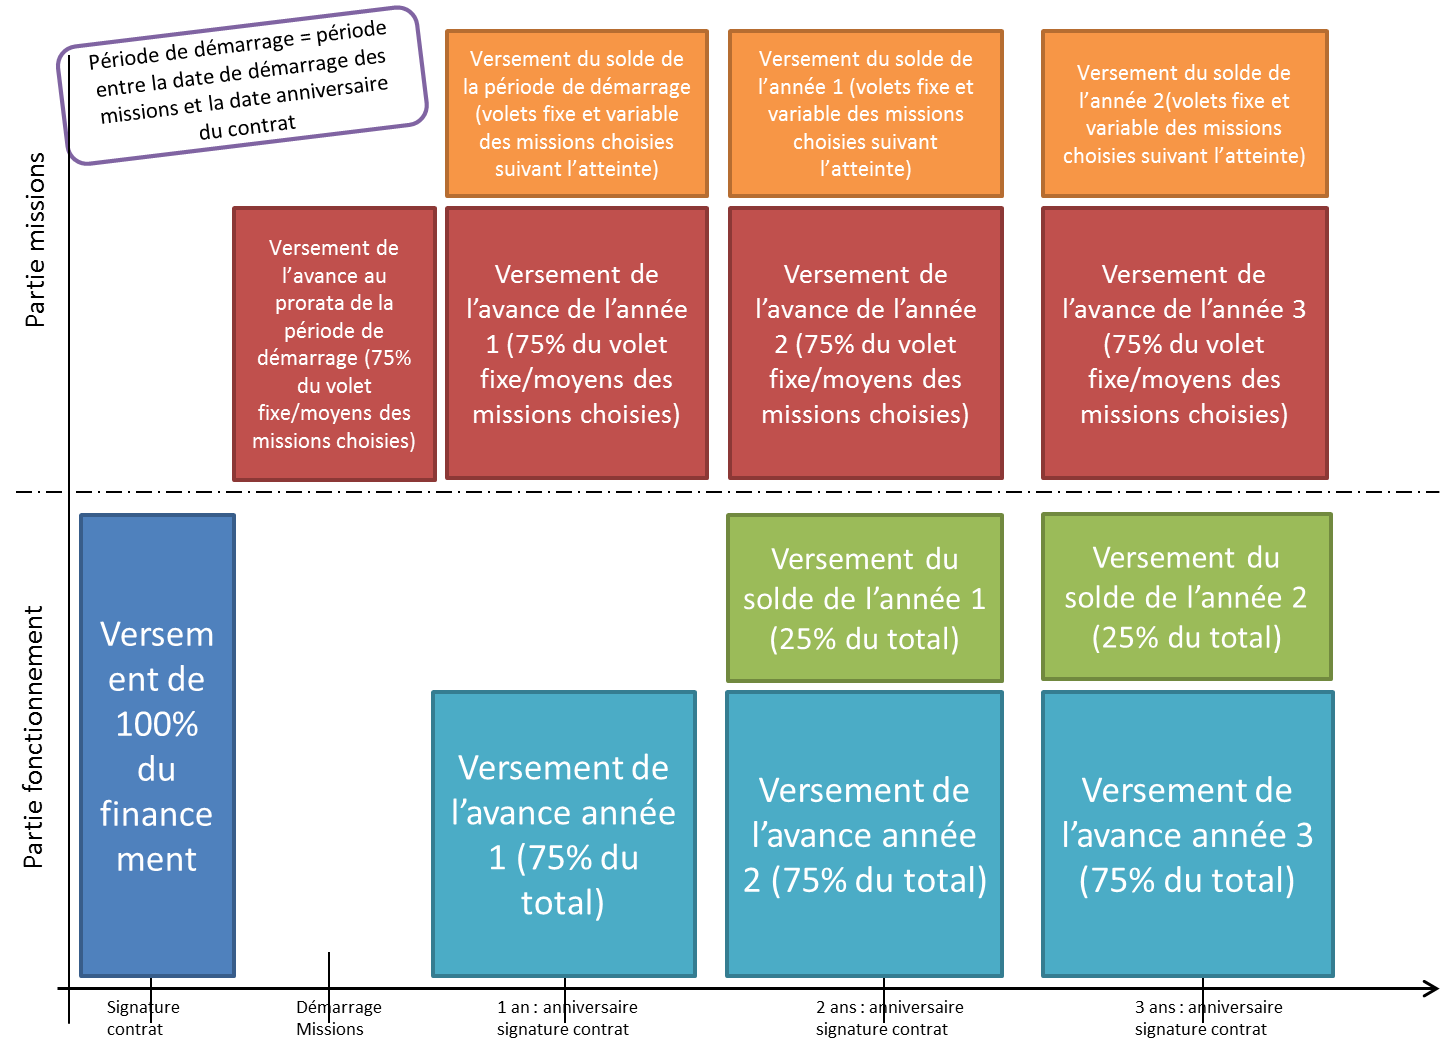 Période de démarrage = période
entre la date de démarrage des
missions et la date anniversaire
du contrat
Versement du solde de
la période de démarrage
(volets fixe et variable
des missions choisies
suivant l'atteinte)
Versement du solde de
l'année 1 (volets fixe et
variable des missions
choisies suivant
l'atteinte)
Versement du solde de
l'année 2(volets fixe et
variable des missions
choisies suivant l'atteinte)
Partie missions
Versement de
l'avance au
prorata de la
période de
démarrage (75%
du volet
fixe/moyens des
missions choisies)
Versement de
l'avance de l'année
1 (75% du volet
fixe/moyens des
missions choisies)
Versement de
l'avance de l'année
2 (75% du volet
fixe/moyens des
missions choisies)
Versement de
l'avance de l'année 3
(75% du volet
fixe/moyens des
missions choisies)
Partie fonctionnement
Versem
ent de
100%
du
finance
ment
Versement du
solde de l'année 1
(25% du total)
Versement du
solde de l'année 2
(25% du total)
Versement de
l'avance année
1 (75% du
total)
Versement de
l'avance année
2 (75% du total)
Versement de
l'avance année 3
(75% du total)
Signature
contrat
Démarrage
Missions
1 an : anniversaire
signature contrat
2 ans : anniversaire
signature contrat
3 ans : anniversaire
signature contrat